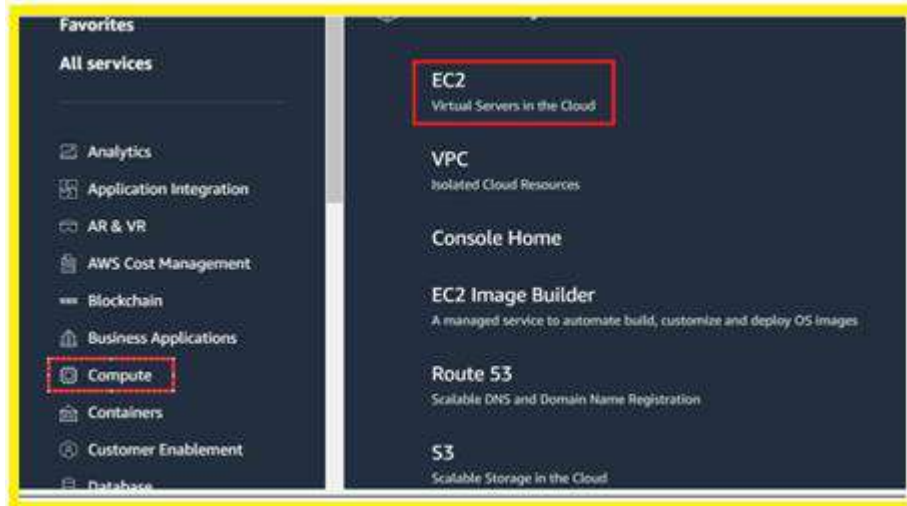 Favorites
All services
Analytics
Application Integration
AR & VR
AWS Cost Management
Blockchain
Business Applications
Compute
Containers
Customer Enablement
Database
EC2
Virtual Servers in the Cloud
VPC
Isolated Cloud Resources
Console Home
EC2 Image Builder
A managed service to automate build, customize and deploy OS images
Route 53
Scalable DNS and Domain Name Registration
S3
Scalable Storage in the Cloud